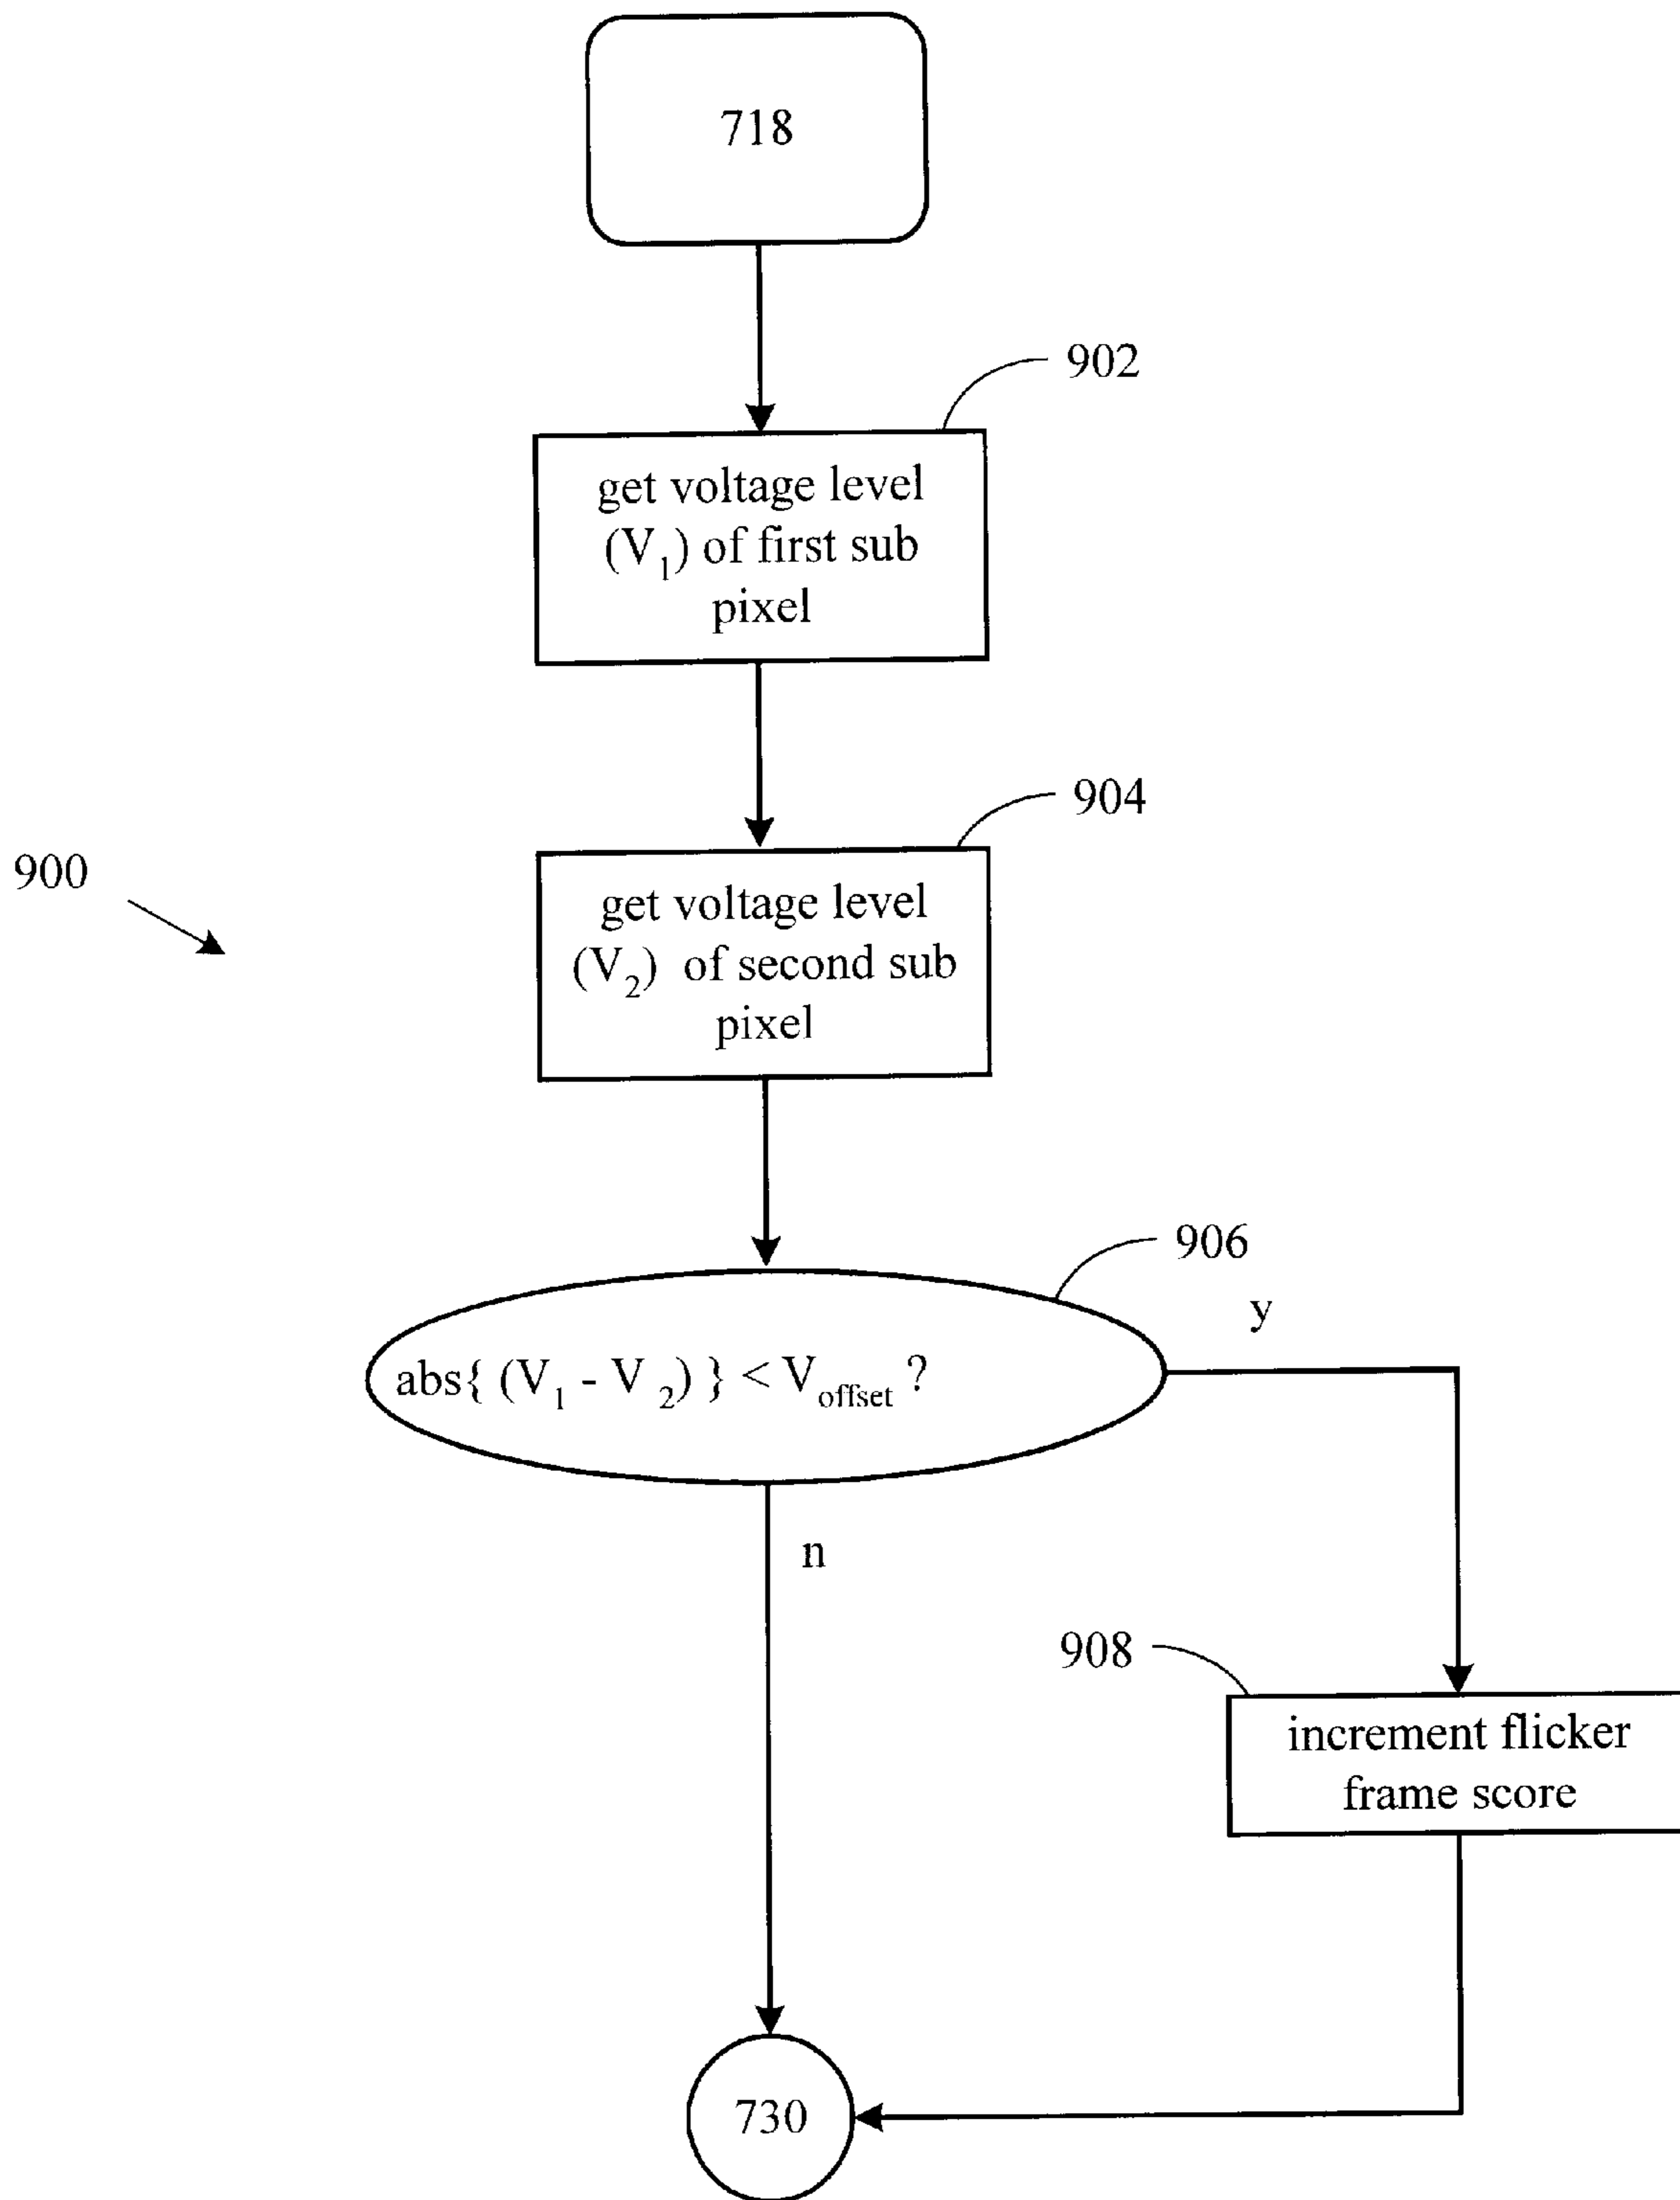 718
902
get voltage level
(V1) of first sub
pixel
904
900
get voltage level
(V2) of second sub
pixel
906
y
abs{ (V1 - V2) } < Voffset ?
n
908
increment flicker
frame score
730